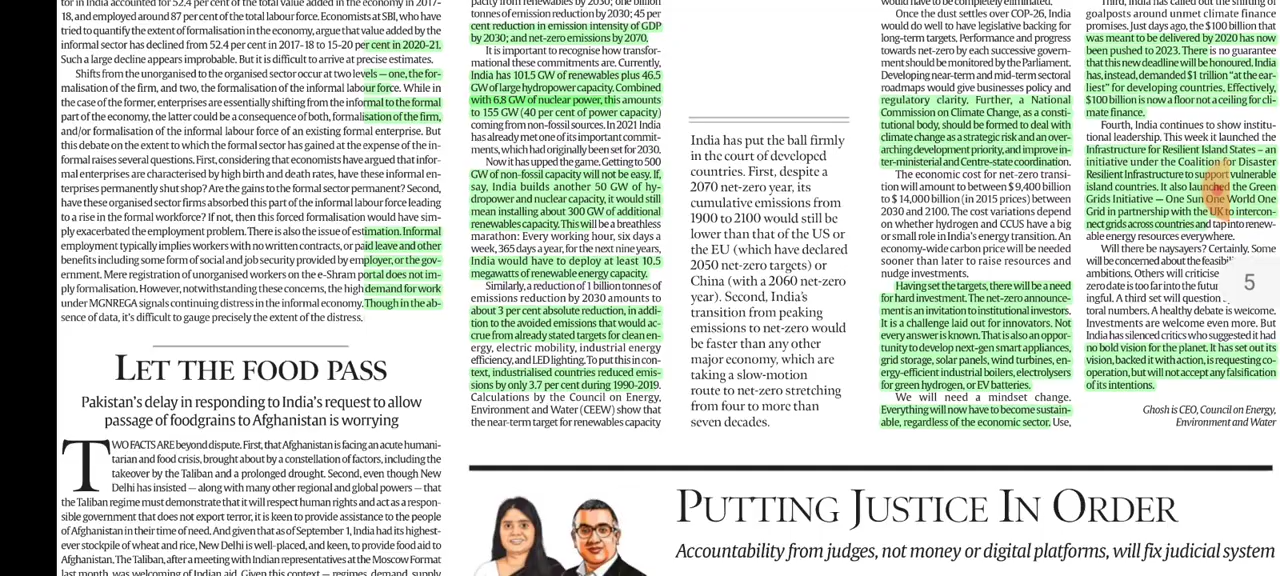 tor in India accounted for 52.4 per cent of the total value added in the economy in 2017-
18, and employed around 87 per cent of the total labour force. Economists at SBI, who have
tried to quantify the extent of formalisation in the economy, argue that value added by the
informal sector has declined from 52.4 per cent in 2017-18 to 15-20 per cent in 2020-21.
Such a large decline appears improbable. But it is difficult to arrive at precise estimates.
Shifts from the unorganised to the organised sector occur at two levels — one, the for-
malisation of the firm, and two, the formalisation of the informal labour force. While in
the case of the former, enterprises are essentially shifting from the informal to the formal
part of the economy, the latter could be a consequence of both, formalisation of the firm,
and/or formalisation of the informal labour force of an existing formal enterprise. But
this debate on the extent to which the formal sector has gained at the expense of the in-
formal raises several questions. First, considering that economists have argued that infor-
mal enterprises are characterised by high birth and death rates, have these informal en-
terprises permanently shut shop? Are the gains to the formal sector permanent? Second,
have these organised sector firms absorbed this part of the informal labour force leading
to a rise in the formal workforce? If not, then this forced formalisation would have sim-
ply exacerbated the employment problem. There is also the issue of estimation. Informal
employment typically implies workers with no written contracts, or paid leave and other
benefits including some form of social and job security provided by employer, or the gov-
ernment. Mere registration of unorganised workers on the e-Shram portal does not im-
ply formalisation. However, notwithstanding these concerns, the high demand for work
under MGNREGA signals continuing distress in the informal economy. Though in the ab-
sence of data, it's difficult to gauge precisely the extent of the distress.
LET THE FOOD PASS
Pakistan's delay in responding to India's request to allow
passage of foodgrains to Afghanistan is worrying
TWO FACTS ARE beyond dispute. First, that Afghanistan is facing an acute humani-
tarian and food crisis, brought about by a constellation of factors, including the
takeover by the Taliban and a prolonged drought. Second, even though New
Delhi has insisted — along with many other regional and global powers — that
the Taliban regime must demonstrate that it will respect human rights and act as a respon-
sible government that does not export terror, it is keen to provide assistance to the people
of Afghanistan in their time of need. And given that as of September 1, India had its highest-
ever stockpile of wheat and rice, New Delhi is well-placed, and keen, to provide food aid to
Afghanistan. The Taliban, after a meeting with Indian representatives at the Moscow Format
last month, was welcoming of Indian aid. Given this context — regimes, demand, supply
pacity from renewables by 2030; one billion
tonnes of emission reduction by 2030; 45 per
cent reduction in emission intensity of GDP
by 2030; and net-zero emissions by 2070.
It is important to recognise how transfor-
mational these commitments are. Currently,
India has 101.5 GW of renewables plus 46.5
GW of large hydropower capacity. Combined
with 6.8 GW of nuclear power, this amounts
to 155 GW (40 per cent of power capacity)
coming from non-fossil sources. In 2021 India
has already met one of its important commit-
ments, which had originally been set for 2030.
Now it has upped the game. Getting to 500
GW of non-fossil capacity will not be easy. If,
say, India builds another 50 GW of hy-
dropower and nuclear capacity, it would still
mean installing about 300 GW of additional
renewables capacity. This will be a breathless
marathon: Every working hour, six days a
week, 365 days a year, for the next nine years,
India would have to deploy at least 10.5
megawatts of renewable energy capacity.
Similarly, a reduction of 1 billion tonnes of
emissions reduction by 2030 amounts to
about 3 per cent absolute reduction, in addi-
tion to the avoided emissions that would ac-
crue from already stated targets for clean en-
ergy, electric mobility, industrial energy
efficiency, and LED lighting. To put this in con-
text, industrialised countries reduced emis-
sions by only 3.7 per cent during 1990-2019.
Calculations by the Council on Energy,
Environment and Water (CEEW) show that
the near-term target for renewables capacity
India has put the ball firmly
in the court of developed
countries. First, despite a
2070 net-zero year, its
cumulative emissions from
1900 to 2100 would still be
lower than that of the US or
the EU (which have declared
2050 net-zero targets) or
China (with a 2060 net-zero
year). Second, India's
transition from peaking
emissions to net-zero would
be faster than any other
major economy, which are
taking a slow-motion
route to net-zero stretching
from four to more than
seven decades.
would have to be completely eliminated.
Once the dust settles over COP-26, India
would do well to have legislative backing for
long-term targets. Performance and progress
towards net-zero by each successive govern-
ment should be monitored by the Parliament.
Developing near-term and mid-term sectoral
roadmaps would give businesses policy and
regulatory clarity. Further, a National
Commission on Climate Change, as a consti-
tutional body, should be formed to deal with
climate change as a strategic risk and an over-
arching development priority, and improve in-
ter-ministerial and Centre-state coordination.
The economic cost for net-zero transi-
tion will amount to between $ 9,400 billion
to $ 14,000 billion (in 2015 prices) between
2030 and 2100. The cost variations depend
on whether hydrogen and CCUS have a big
or small role in India's energy transition. An
economy-wide carbon price will be needed
sooner than later to raise resources and
nudge investments.
Having set the targets, there will be a need
for hard investment. The net-zero announce-
ment is an invitation to institutional investors.
It is a challenge laid out for innovators. Not
every answer is known. That is also an oppor-
tunity to develop next-gen smart appliances,
grid storage, solar panels, wind turbines, en-
ergy-efficient industrial boilers, electrolysers
for green hydrogen, or EV batteries.
We will need a mindset change.
Everything will now have to become sustain-
able, regardless of the economic sector. Use,
Third, India has called out the shifting of
goalposts around unmet climate finance
promises. Just days ago, the $100 billion that
was meant to be delivered by 2020 has now
been pushed to 2023. There is no guarantee
that this new deadline will be honoured. India
has, instead, demanded $1 trillion "at the ear-
liest" for developing countries. Effectively,
$100 billion is now a floor not a ceiling for cli-
mate finance.
Fourth, India continues to show institu-
tional leadership. This week it launched the
Infrastructure for Resilient Island States – an
initiative under the Coalition for Disaster
Resilient Infrastructure to support vulnerable
island countries. It also launched the Green
Grids Initiative — One Sun One World One
Grid in partnership with the UK to intercon-
nect grids across countries and tap into renew-
able energy resources everywhere.
Will there be naysayers? Certainly. Some
will be concerned about the
ambitions. Others will criticise
zero date is too far into the
ingful. A third set will question
toral numbers. A healthy debate is welcome.
Investments are welcome even more. But
India has silenced critics who suggested it had
no bold vision for the planet. It has set out its
vision, backed it with action, is requesting co-
operation, but will not accept any falsification
of its intentions.
Ghosh is CEO, Council on Energy,
Environment and Water
5
PUTTING JUSTICE IN ORDER
Accountability from judges, not money or digital platforms, will fix judicial system